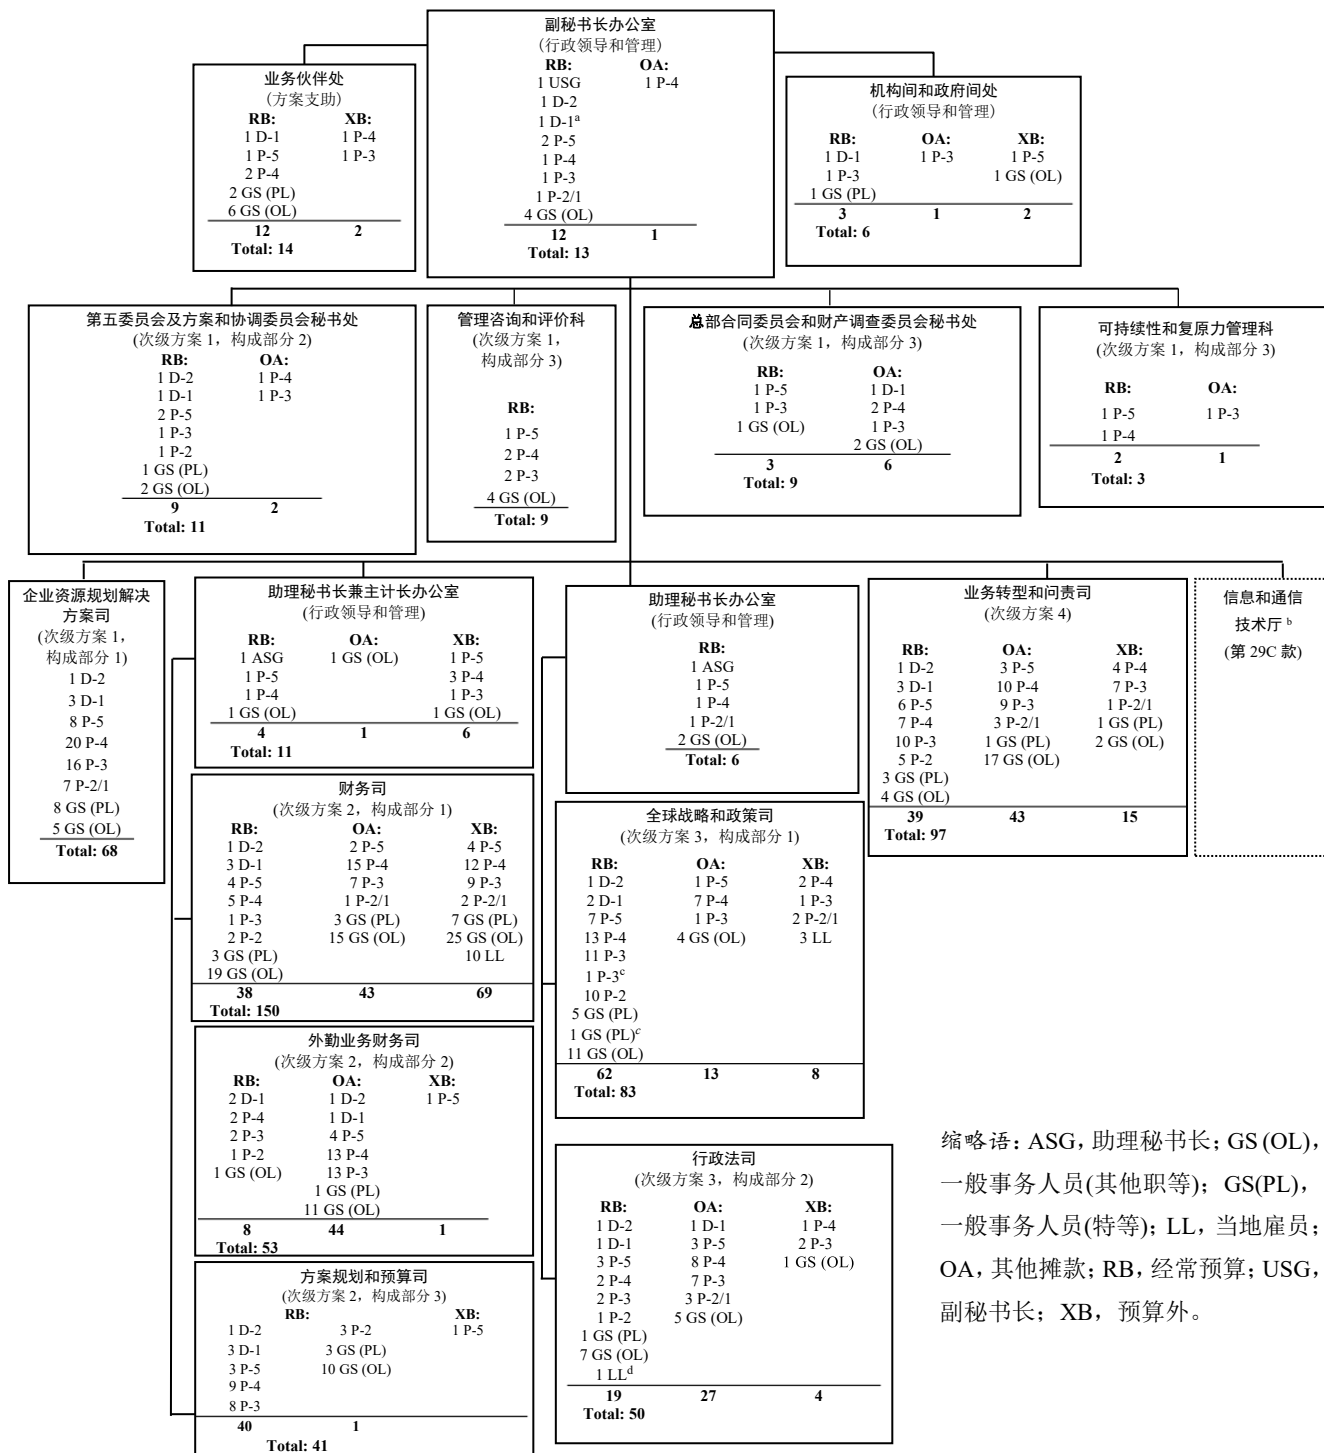 副秘书长办公室
(行政领导和管理)
RB: OA:
1 USG 1 P-4
1 D-2
1 D-1ᵃ
2 P-5
1 P-4
1 P-3
1 P-2/1
4 GS (OL)
12 1
Total: 13
业务伙伴处
(方案支助)
RB: XB:
1 D-1 1 P-4
1 P-5 1 P-3
2 P-4
2 GS (PL)
6 GS (OL)
12 2
Total: 14
机构间和政府间处
(行政领导和管理)
RB: OA: XB:
1 D-1 1 P-3 1 P-5
1 P-3 1 GS (OL)
1 GS (PL)
3 1 2
Total: 6
第五委员会及方案和协调委员会秘书处
(次级方案 1，构成部分 2)
RB: OA:
1 D-2 1 P-4
1 D-1 1 P-3
2 P-5
1 P-3
1 P-2
1 GS (PL)
2 GS (OL)
9 2
Total: 11
管理咨询和评价科
(次级方案 1，
构成部分 3)
RB:
1 P-5
2 P-4
2 P-3
4 GS (OL)
Total: 9
总部合同委员会和财产调查委员会秘书处
(次级方案 1，构成部分 3)
RB: OA:
1 P-5 1 D-1
1 P-3 2 P-4
1 GS (OL) 1 P-3
2 GS (OL)
3 6
Total: 9
可持续性和复原力管理科
(次级方案 1，构成部分 3)
RB: OA:
1 P-5 1 P-3
1 P-4
2 1
Total: 3
企业资源规划解决
方案司
(次级方案 1，
构成部分 1)
1 D-2
3 D-1
8 P-5
20 P-4
16 P-3
7 P-2/1
8 GS (PL)
5 GS (OL)
Total: 68
助理秘书长兼主计长办公室
(行政领导和管理)
RB: OA: XB:
1 ASG 1 GS (OL) 1 P-5
1 P-5 3 P-4
1 P-4 1 P-3
1 GS (OL) 1 GS (OL)
4 1 6
Total: 11
财务司
(次级方案 2，构成部分 1)
RB: OA: XB:
1 D-2 2 P-5 4 P-5
3 D-1 15 P-4 12 P-4
4 P-5 7 P-3 9 P-3
5 P-4 1 P-2/1 2 P-2/1
1 P-3 3 GS (PL) 7 GS (PL)
2 P-2 15 GS (OL) 25 GS (OL)
3 GS (PL) 10 LL
19 GS (OL)
38 43 69
Total: 150
外勤业务财务司
(次级方案 2，构成部分 2)
RB: OA: XB:
2 D-1 1 D-2 1 P-5
2 P-4 1 D-1
2 P-3 4 P-5
1 P-2 13 P-4
1 GS (OL) 13 P-3
1 GS (PL)
11 GS (OL)
8 44 1
Total: 53
方案规划和预算司
(次级方案 2，构成部分 3)
RB: XB:
1 D-2 3 P-2 1 P-5
3 D-1 3 GS (PL)
3 P-5 10 GS (OL)
9 P-4
8 P-3
40 1
Total: 41
助理秘书长办公室
(行政领导和管理)
RB:
1 ASG
1 P-5
1 P-4
1 P-2/1
2 GS (OL)
Total: 6
全球战略和政策司
(次级方案 3，构成部分 1)
RB: OA: XB:
1 D-2 1 P-5 2 P-4
2 D-1 7 P-4 1 P-3
7 P-5 1 P-3 2 P-2/1
13 P-4 4 GS (OL) 3 LL
11 P-3
1 P-3ᶜ
10 P-2
5 GS (PL)
1 GS (PL)ᶜ
11 GS (OL)
62 13 8
Total: 83
行政法司
(次级方案 3，构成部分 2)
RB: OA: XB:
1 D-2 1 D-1 1 P-4
1 D-1 3 P-5 2 P-3
3 P-5 8 P-4 1 GS (OL)
2 P-4 7 P-3
2 P-3 3 P-2/1
1 P-2 5 GS (OL)
1 GS (PL)
7 GS (OL)
1 LLᵈ
19 27 4
Total: 50
业务转型和问责司
(次级方案 4)
RB: OA: XB:
1 D-2 3 P-5 4 P-4
3 D-1 10 P-4 7 P-3
6 P-5 9 P-3 1 P-2/1
7 P-4 3 P-2/1 1 GS (PL)
10 P-3 1 GS (PL) 2 GS (OL)
5 P-2 17 GS (OL)
3 GS (PL)
4 GS (OL)
39 43 15
Total: 97
信息和通信
技术厅 ᵇ
(第 29C 款)
缩略语：ASG，助理秘书长；GS (OL)，
一般事务人员(其他职等)；GS(PL)，
一般事务人员(特等)；LL，当地雇员；
OA，其他摊款；RB，经常预算；USG，
副秘书长；XB，预算外。